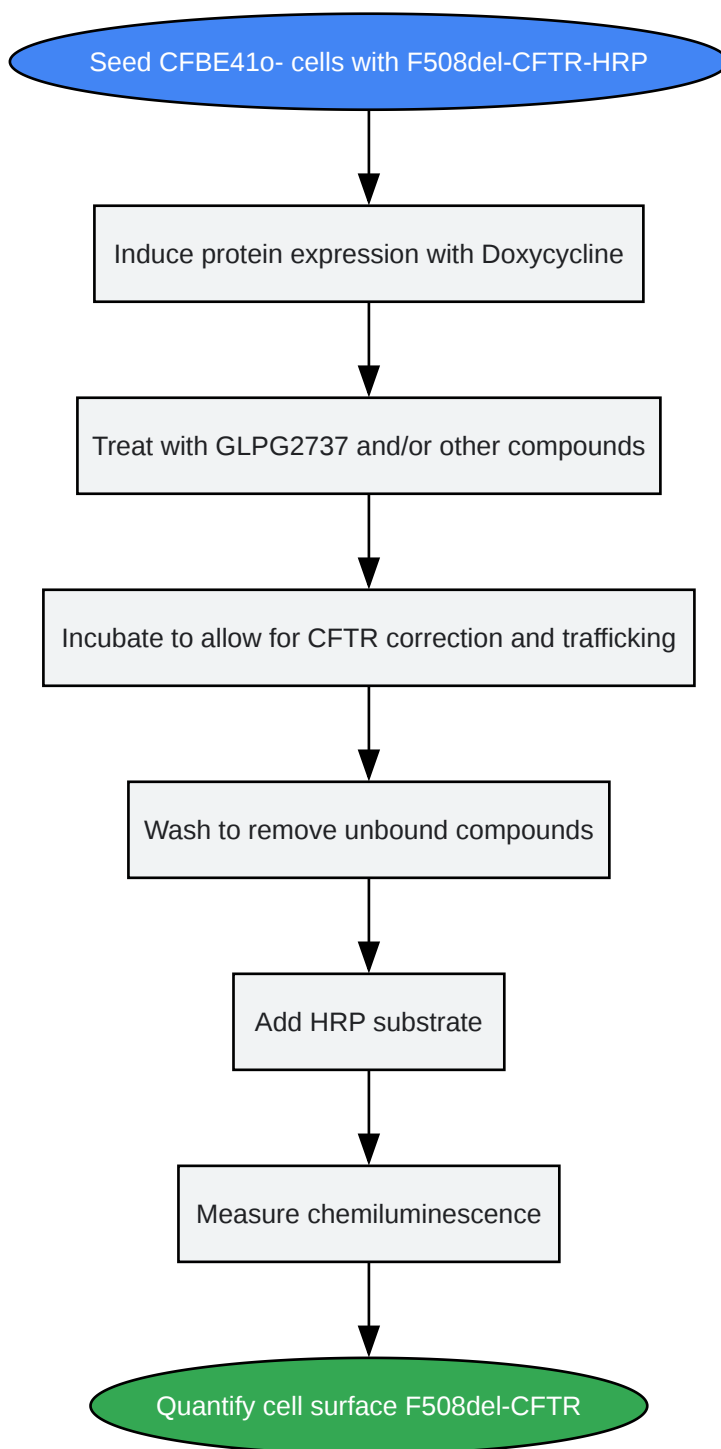 Seed CFBE41o- cells with F508del-CFTR-HRP
Induce protein expression with Doxycycline
Treat with GLPG2737 and/or other compounds
Incubate to allow for CFTR correction and trafficking
Wash to remove unbound compounds
Add HRP substrate
Measure chemiluminescence
Quantify cell surface F508del-CFTR